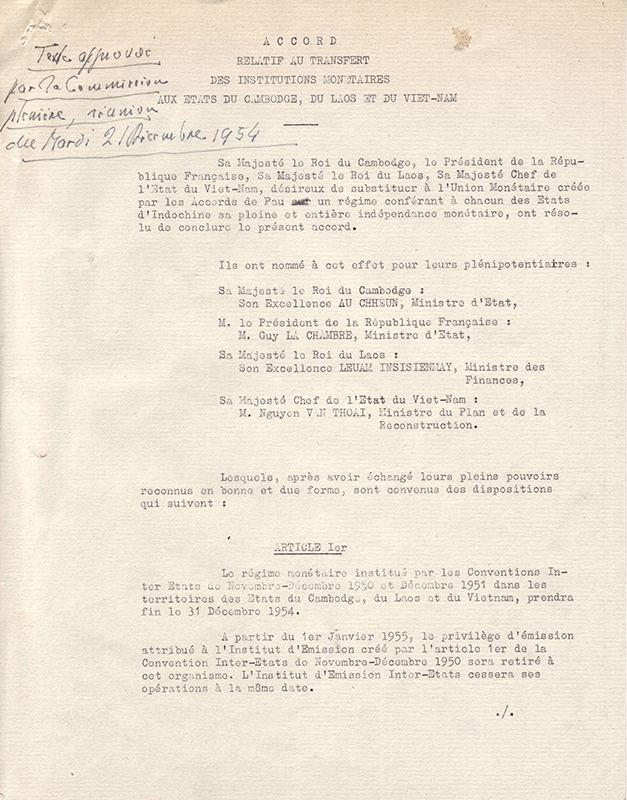 Texte approuvé
par la Commission
plénière, réunion
du Mardi 21 Décembre 1954
ACCORD
RELATIF AU TRANSFERT
DES INSTITUTIONS MONETAIRES
AUX ETATS DU CAMBODGE, DU LAOS ET DU VIET-NAM
Sa Majesté le Roi du Cambodge, le Président de la Répu-
blique Française, Sa Majesté le Roi du Laos, Sa Majesté Chef de
l'Etat du Viet-Nam, désireux de substituer à l'Union Monétaire créée
par les Accords de Pau un régime conférant à chacun des Etats
d'Indochine sa pleine et entière indépendance monétaire, ont réso-
lu de conclure le présent accord.
Ils ont nommé à cet effet pour leurs plénipotentiaires :
Sa Majesté le Roi du Cambodge :
Son Excellence AU CHHEUN, Ministre d'Etat,
M. le Président de la République Française :
M. Guy LA CHAMBRE, Ministre d'Etat,
Sa Majesté le Roi du Laos :
Son Excellence LEUAM INSISIENMAY, Ministre des
Finances,
Sa Majesté Chef de l'Etat du Viet-Nam :
M. Nguyen VAN THOAI, Ministre du Plan et de la
Reconstruction.
Lesquels, après avoir échangé leurs pleins pouvoirs
reconnus en bonne et due forme, sont convenus des dispositions
qui suivent :
ARTICLE Ier
Le régime monétaire institué par les Conventions In-
ter Etats de Novembre-Décembre 1950 et Décembre 1951 dans les
territoires des Etats du Cambodge, du Laos et du Vietnam, prendra
fin le 31 Décembre 1954.
A partir du 1er Janvier 1955, le privilège d'émission
attribué à l'Institut d'Emission créé par l'article 1er de la
Convention Inter-Etats de Novembre-Décembre 1950 sera retiré à
cet organisme. L'Institut d'Emission Inter-Etats cessera ses
opérations à la même date.
./.